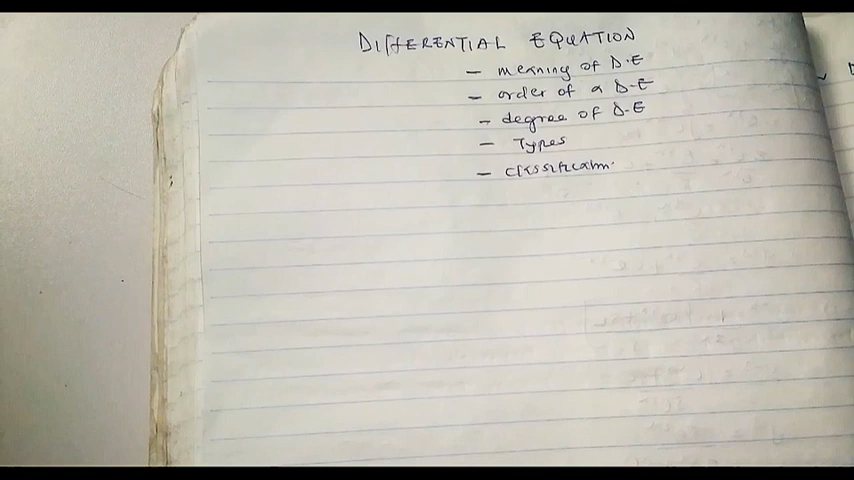 DIFFERENTIAL EQUATION
- meaning of D.E
- order of a D.E
- degree of D.E
- Types
- classification.